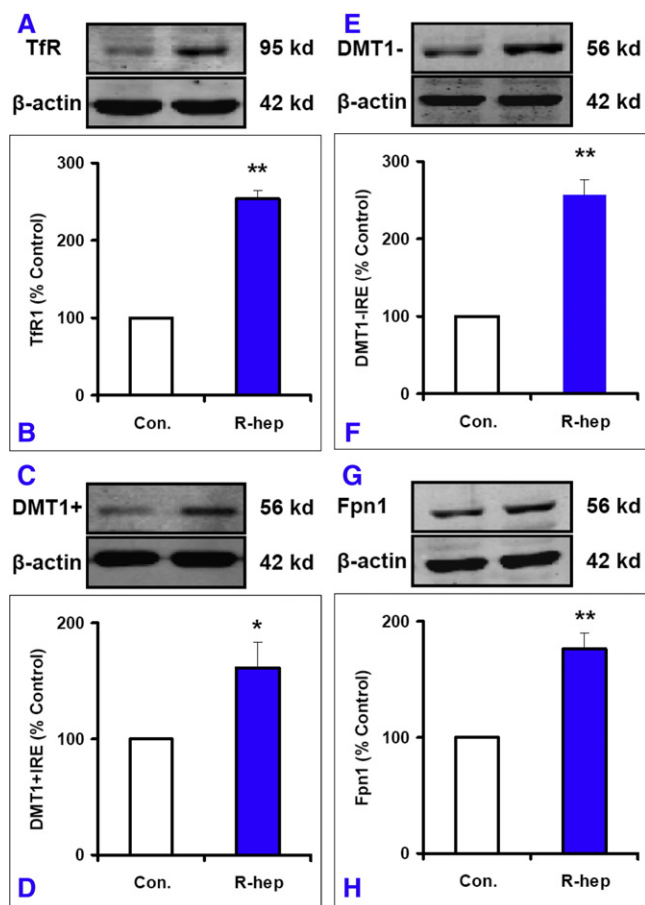 A
TfR
95 kd
β-actin
42 kd
300
200
100
0
TfR1 (% Control)
**
Con.
R-hep
B
C
DMT1+
56 kd
β-actin
42 kd
200
100
0
DMT1+IRE (% Control)
*
Con.
R-hep
D
E
DMT1-
56 kd
β-actin
42 kd
300
200
100
0
DMT1-IRE (% Control)
**
Con.
R-hep
F
G
Fpn1
56 kd
β-actin
42 kd
200
100
0
Fpn1 (% Control)
**
Con.
R-hep
H